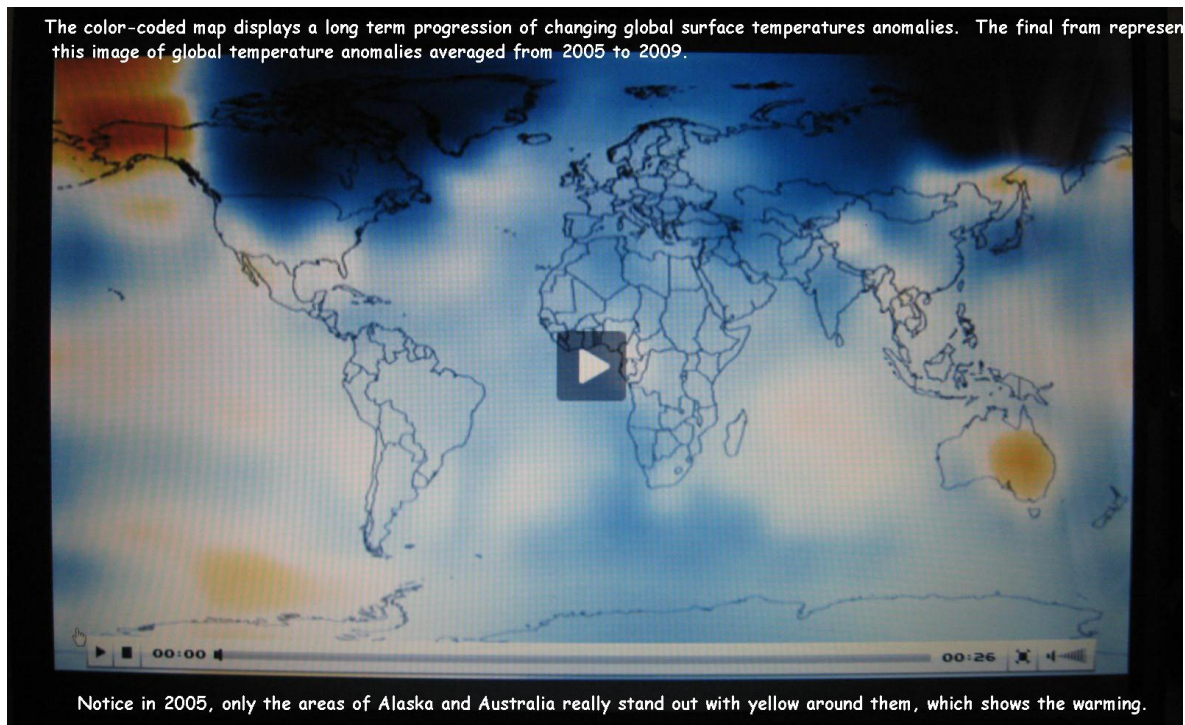 The color-coded map displays a long term progression of changing global surface temperatures anomalies. The final fram represen
this image of global temperature anomalies averaged from 2005 to 2009.
00:00
00:26
Notice in 2005, only the areas of Alaska and Australia really stand out with yellow around them, which shows the warming.